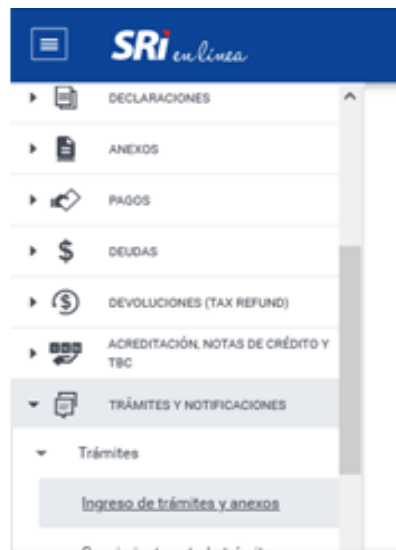 SRi en línea
DECLARACIONES
ANEXOS
PAGOS
DEUDAS
DEVOLUCIONES (TAX REFUND)
ACREDITACIÓN, NOTAS DE CRÉDITO Y
TBC
TRÁMITES Y NOTIFICACIONES
Trámites
Ingreso de trámites y anexos